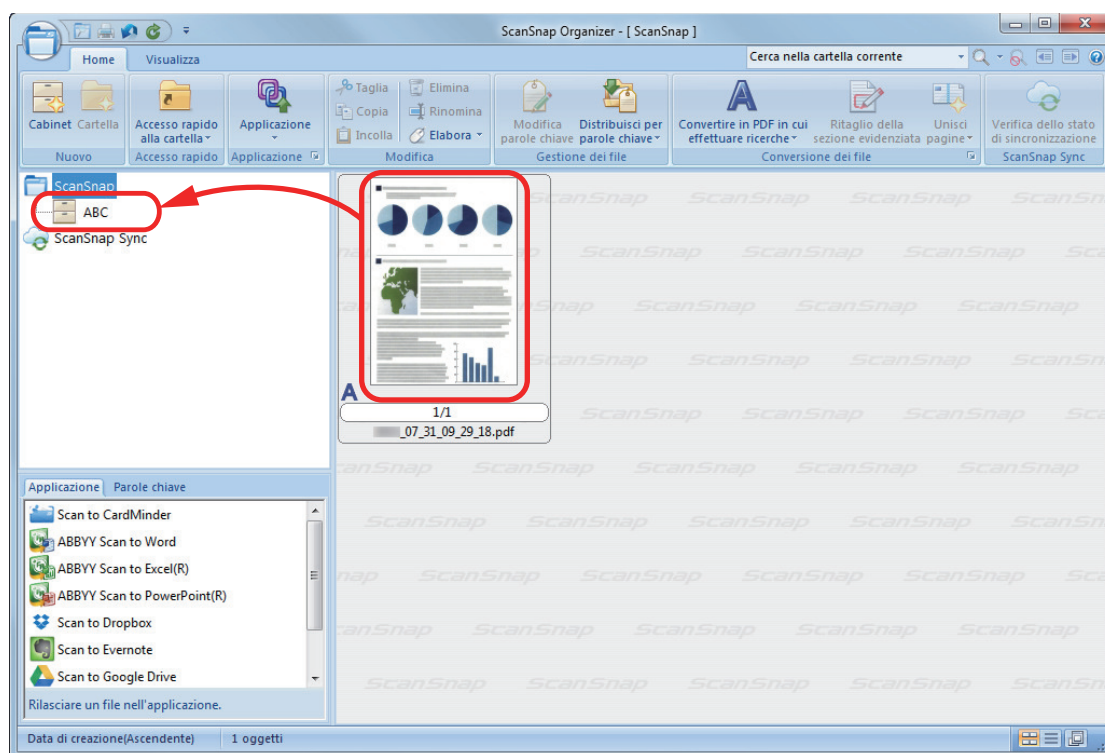 ScanSnap Organizer - [ ScanSnap ]
Home Visualizza
Cerca nella cartella corrente
Cabinet Cartella
Nuovo
Accesso rapido
alla cartella
Accesso rapido
Applicazione
Applicazione
Taglia
Copia
Incolla
Elimina
Rinomina
Elabora
Modifica
Modifica
parole chiave
Distribuisci per
parole chiave
Gestione dei file
Convertire in PDF in cui
effettuare ricerche
Ritaglio della
sezione evidenziata
Unisci
pagine
Conversione dei file
Verifica dello stato
di sincronizzazione
ScanSnap Sync
ScanSnap
ABC
ScanSnap Sync
A
1/1
_07_31_09_29_18.pdf
Applicazione Parole chiave
Scan to CardMinder
ABBYY Scan to Word
ABBYY Scan to Excel(R)
ABBYY Scan to PowerPoint(R)
Scan to Dropbox
Scan to Evernote
Scan to Google Drive
Rilasciare un file nell'applicazione.
Data di creazione(Ascendente) 1 oggetti